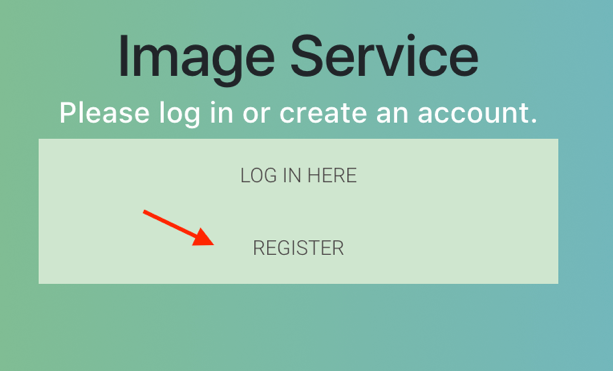 Image Service
Please log in or create an account.
LOG IN HERE
REGISTER